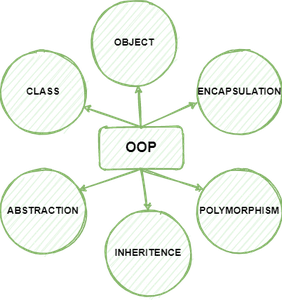 OBJECT
CLASS
ENCAPSULATION
OOP
ABSTRACTION
POLYMORPHISM
INHERITENCE